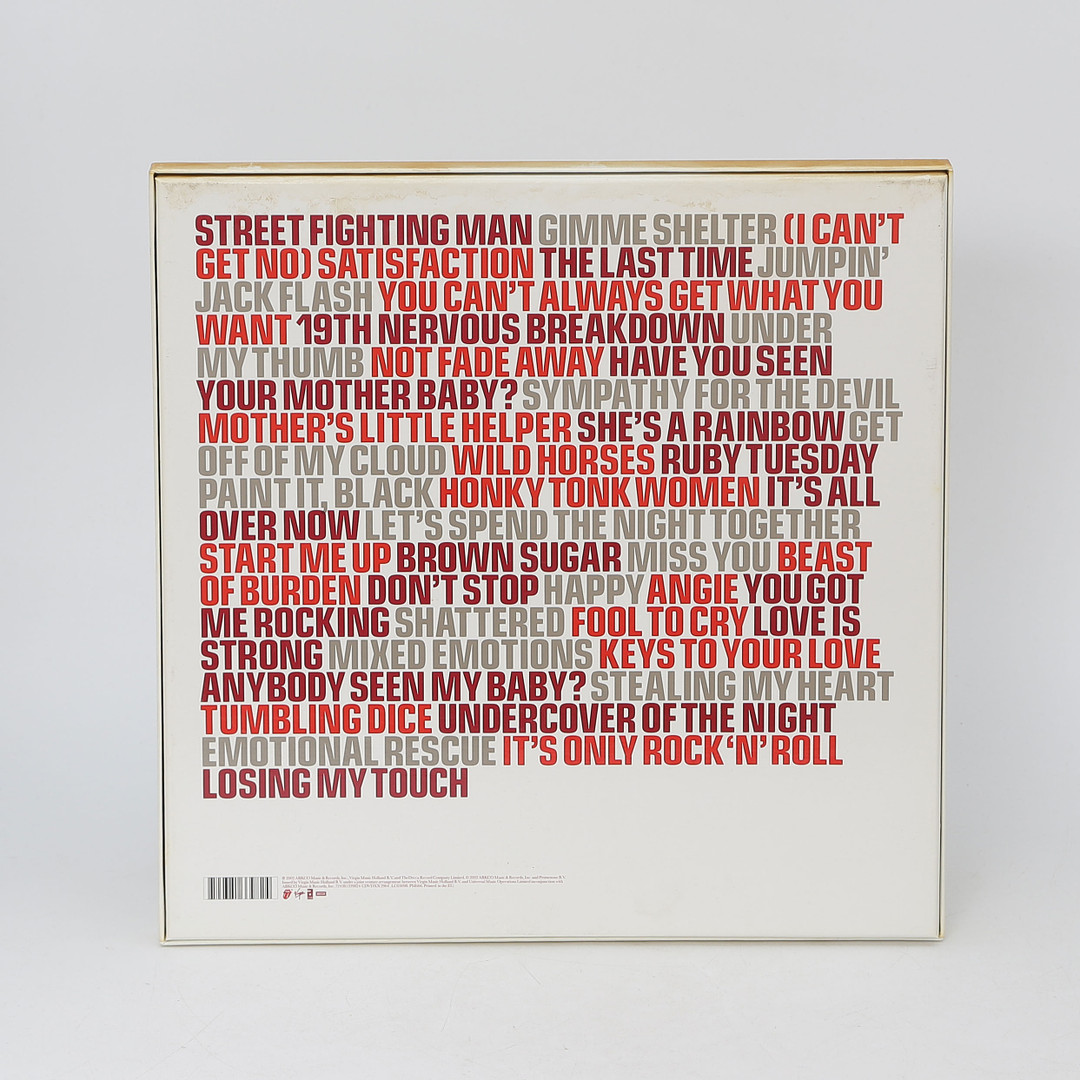 STREET FIGHTING MAN GIMME SHELTER (I CAN'T
GET NO) SATISFACTION THE LAST TIME JUMPIN'
JACK FLASH YOU CAN'T ALWAYS GET WHAT YOU
WANT 19TH NERVOUS BREAKDOWN UNDER
MY THUMB NOT FADE AWAY HAVE YOU SEEN
YOUR MOTHER BABY? SYMPATHY FOR THE DEVIL
MOTHER'S LITTLE HELPER SHE'S A RAINBOW GET
OFF OF MY CLOUD WILD HORSES RUBY TUESDAY
PAINT IT, BLACK HONKY TONK WOMEN IT'S ALL
OVER NOW LET'S SPEND THE NIGHT TOGETHER
START ME UP BROWN SUGAR MISS YOU BEAST
OF BURDEN DON'T STOP HAPPY ANGIE YOU GOT
ME ROCKING SHATTERED FOOL TO CRY LOVE IS
STRONG MIXED EMOTIONS KEYS TO YOUR LOVE
ANYBODY SEEN MY BABY? STEALING MY HEART
TUMBLING DICE UNDERCOVER OF THE NIGHT
EMOTIONAL RESCUE IT'S ONLY ROCK 'N' ROLL
LOSING MY TOUCH